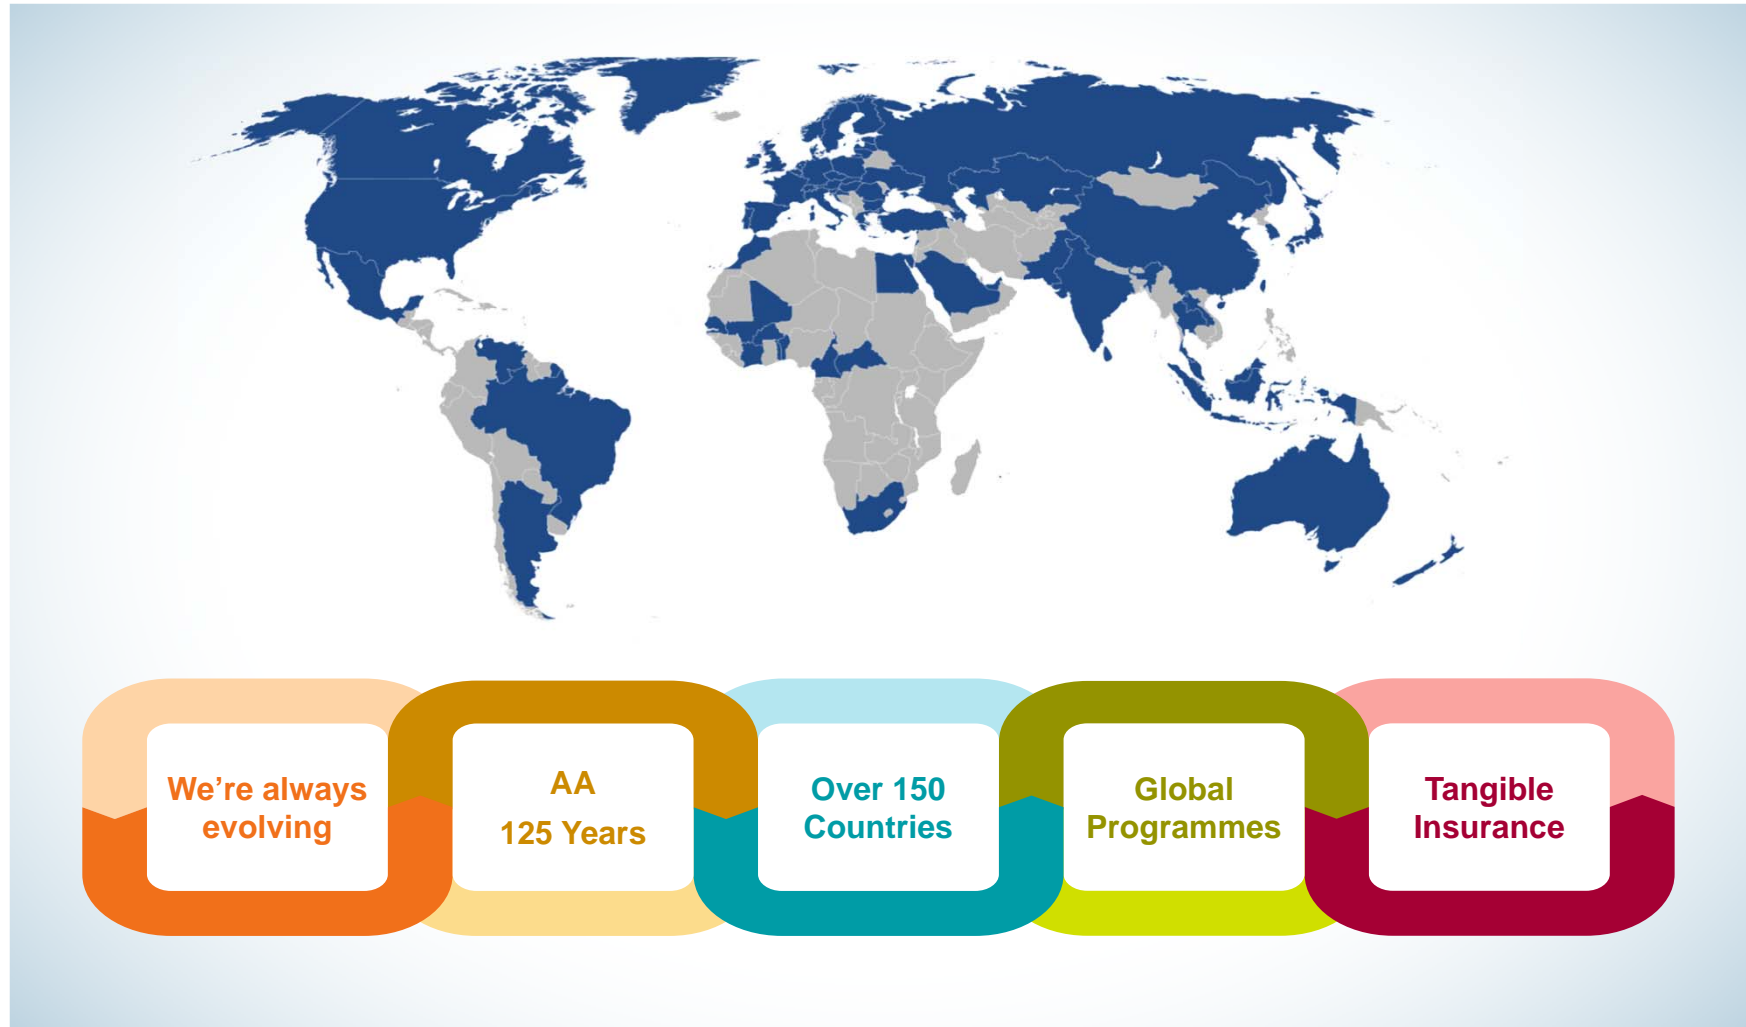 We’re always
evolving
AA
125 Years
Over 150
Countries
Global
Programmes
Tangible
Insurance